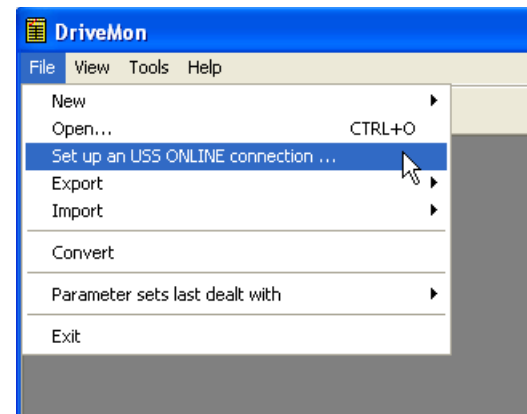 DriveMon
File View Tools Help
New
Open... CTRL+O
Set up an USS ONLINE connection ...
Export
Import
Convert
Parameter sets last dealt with
Exit